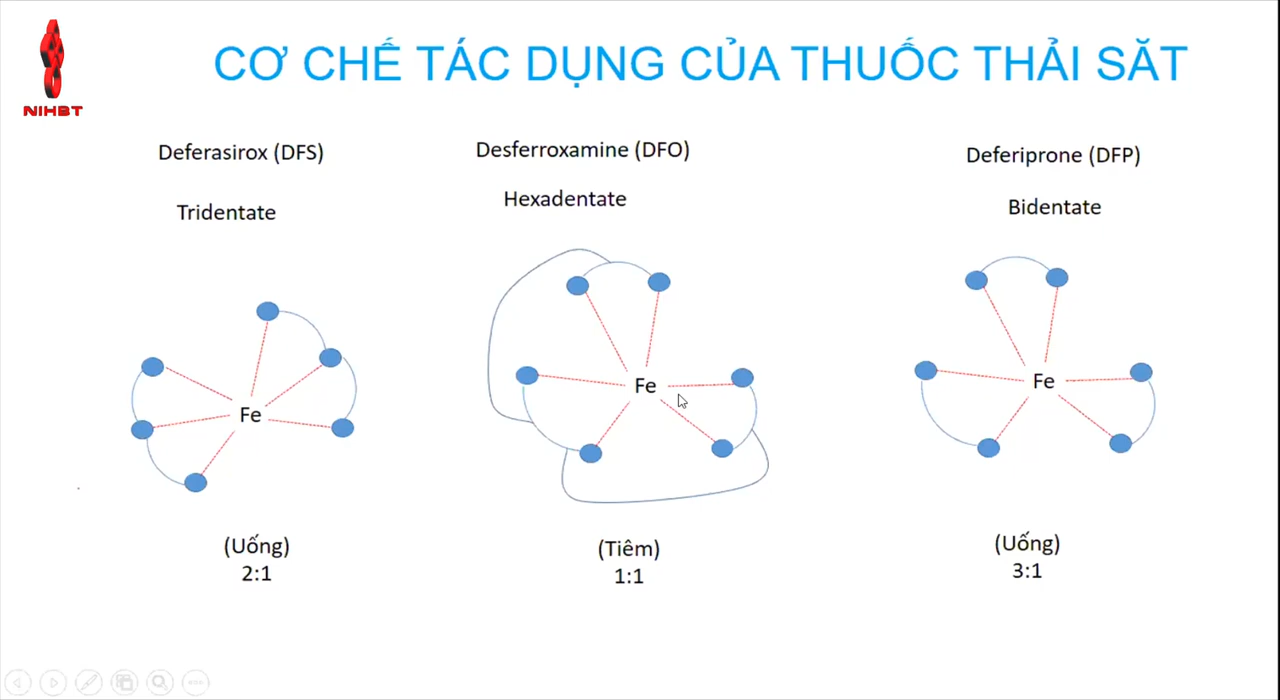 NIHBT
CƠ CHẾ TÁC DỤNG CỦA THUỐC THẢI SĂT
Deferasirox (DFS)
Tridentate
Fe
(Uống)
2:1
Desferroxamine (DFO)
Hexadentate
Fe
(Tiêm)
1:1
Deferiprone (DFP)
Bidentate
Fe
(Uống)
3:1